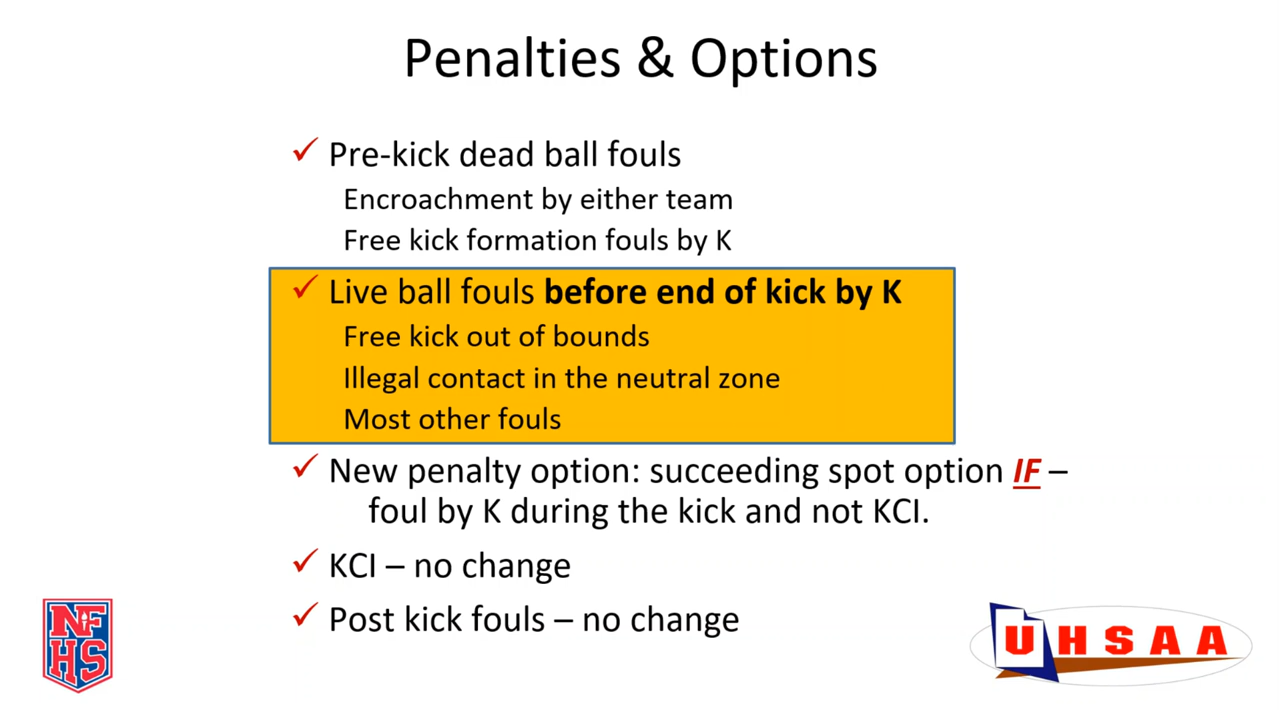 Penalties & Options
✓ Pre-kick dead ball fouls
Encroachment by either team
Free kick formation fouls by K
✓ Live ball fouls before end of kick by K
Free kick out of bounds
Illegal contact in the neutral zone
Most other fouls
✓ New penalty option: succeeding spot option IF –
foul by K during the kick and not KCI.
✓ KCI – no change
✓ Post kick fouls – no change
NF
HS
UHSAA